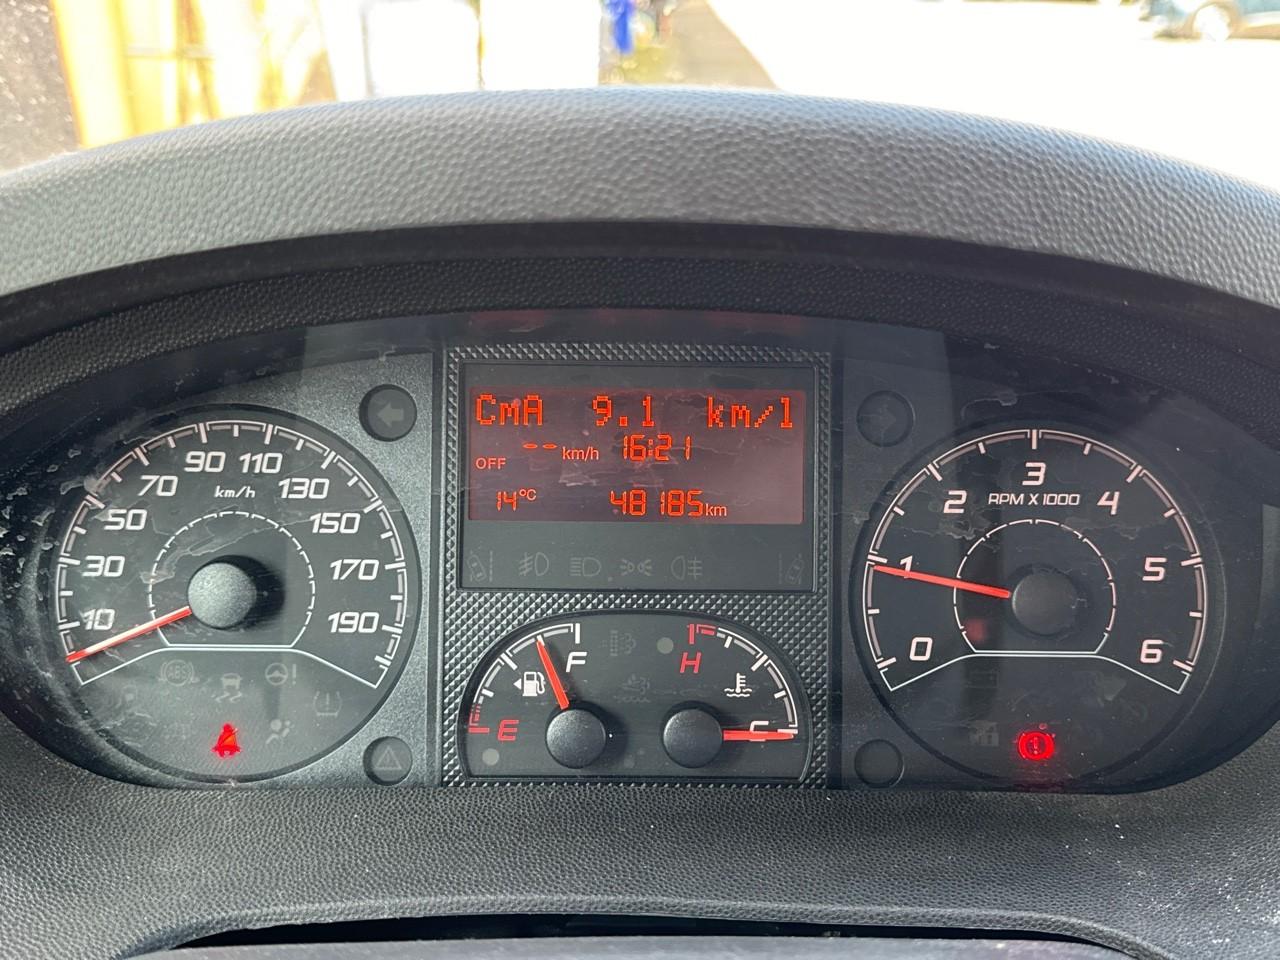 CmA 9.1 km/l
-- km/h 16:21
OFF
14°C 48185km
10 30 50 70 90 110 130 150 170 190
km/h
0 1 2 3 4 5 6
RPM X 1000
E F
H C
ABS